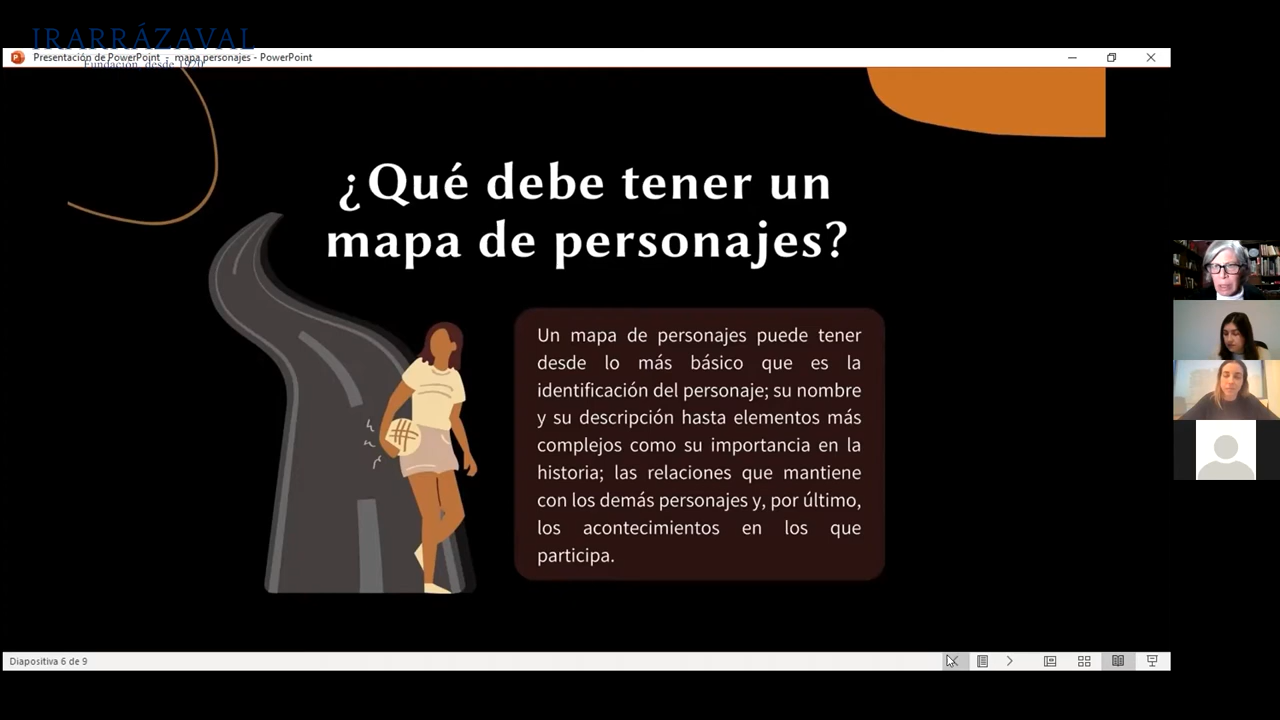 IRARRÁZAVAL
Presentación de PowerPoint - mapa personajes - PowerPoint
Fundación, desde 1920
¿Qué debe tener un
mapa de personajes?
Un mapa de personajes puede tener
desde lo más básico que es la
identificación del personaje; su nombre
y su descripción hasta elementos más
complejos como su importancia en la
historia; las relaciones que mantiene
con los demás personajes y, por último,
los acontecimientos en los que
participa.
Diapositiva 6 de 9